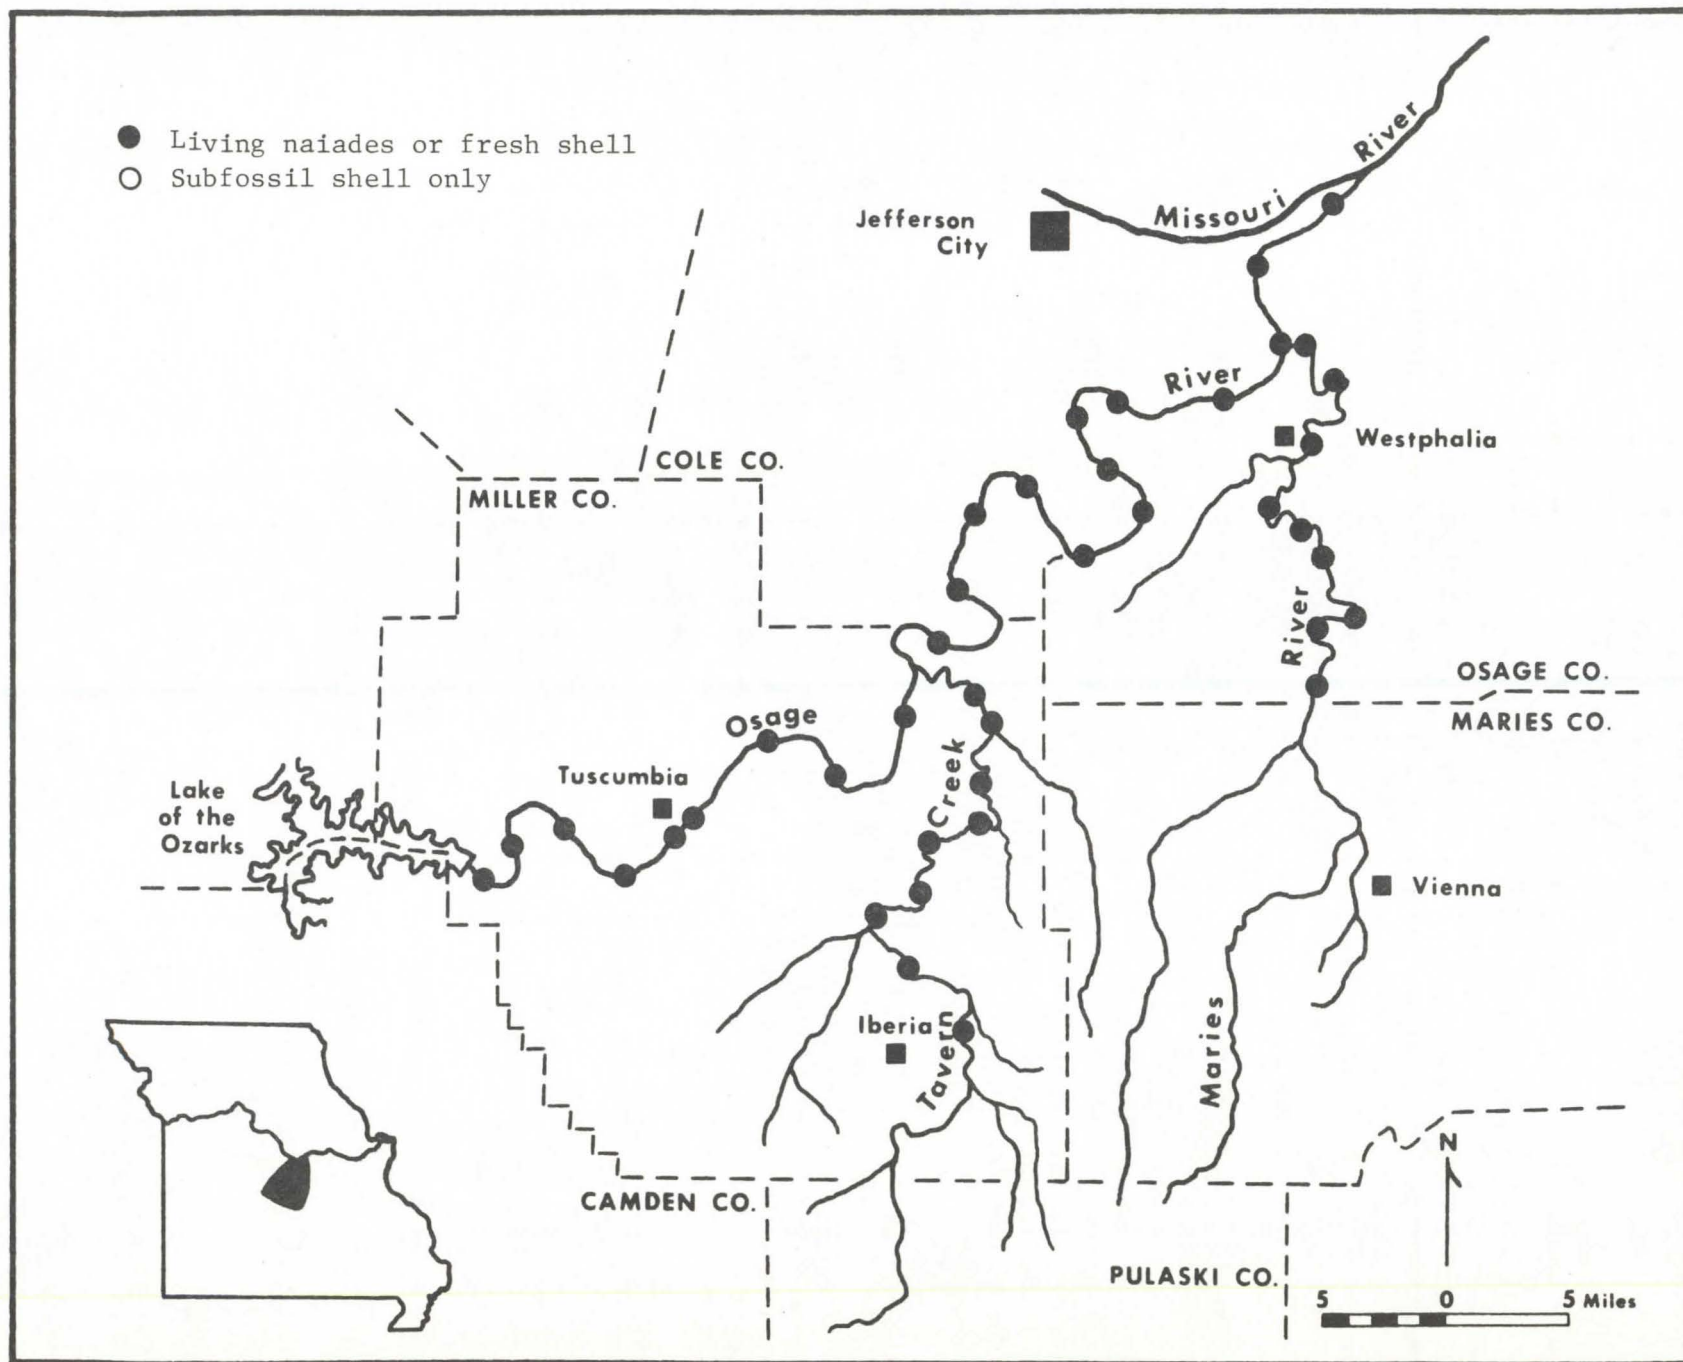 Living naiades or fresh shell
Subfossil shell only
Missouri River
Jefferson
City
River
Westphalia
COLE CO.
MILLER CO.
River
OSAGE CO.
MARIES CO.
Osage
Tuscumbia
Creek
Lake
of the
Ozarks
Vienna
Iberia
Tavern
Maries
N
CAMDEN CO.
PULASKI CO.
5 0 5 Miles